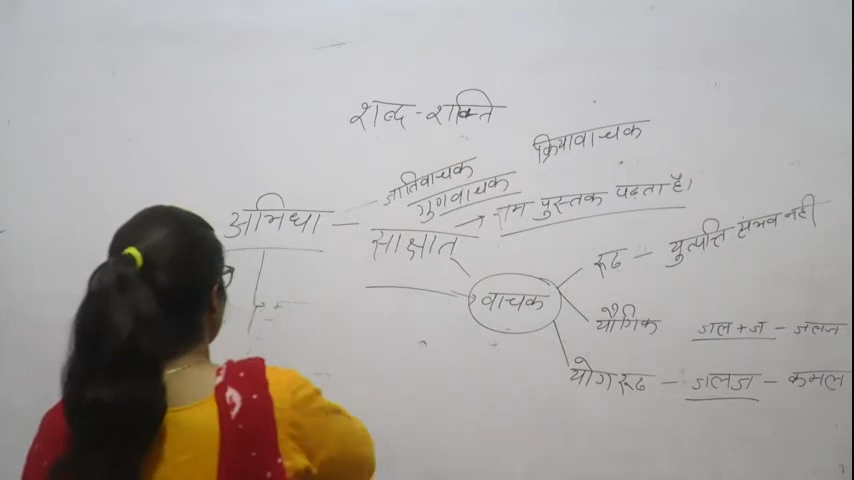 शब्द-शक्ति
क्रियावाचक
जातिवाचक
गुणवाचक
अभिधा — साक्षात् → राम पुस्तक पढ़ता है।
वाचक
रूढ — युत्पत्ति संभव नही
यौगिक जल+ज - जलज
योगरूढ — जलज - कमल